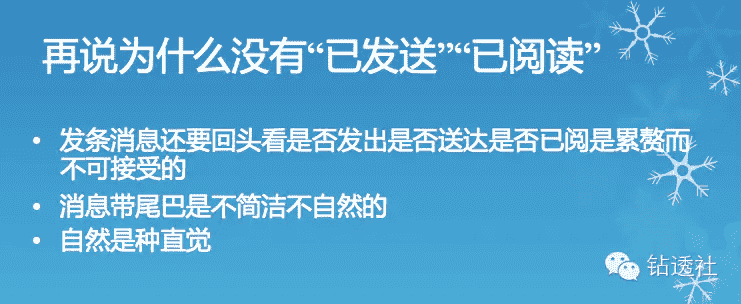 再说为什么没有“已发送”“已阅读”
• 发条消息还要回头看是否发出是否送达是否已阅是累赘而
不可接受的
• 消息带尾巴是不简洁不自然的
• 自然是种直觉
钻透社